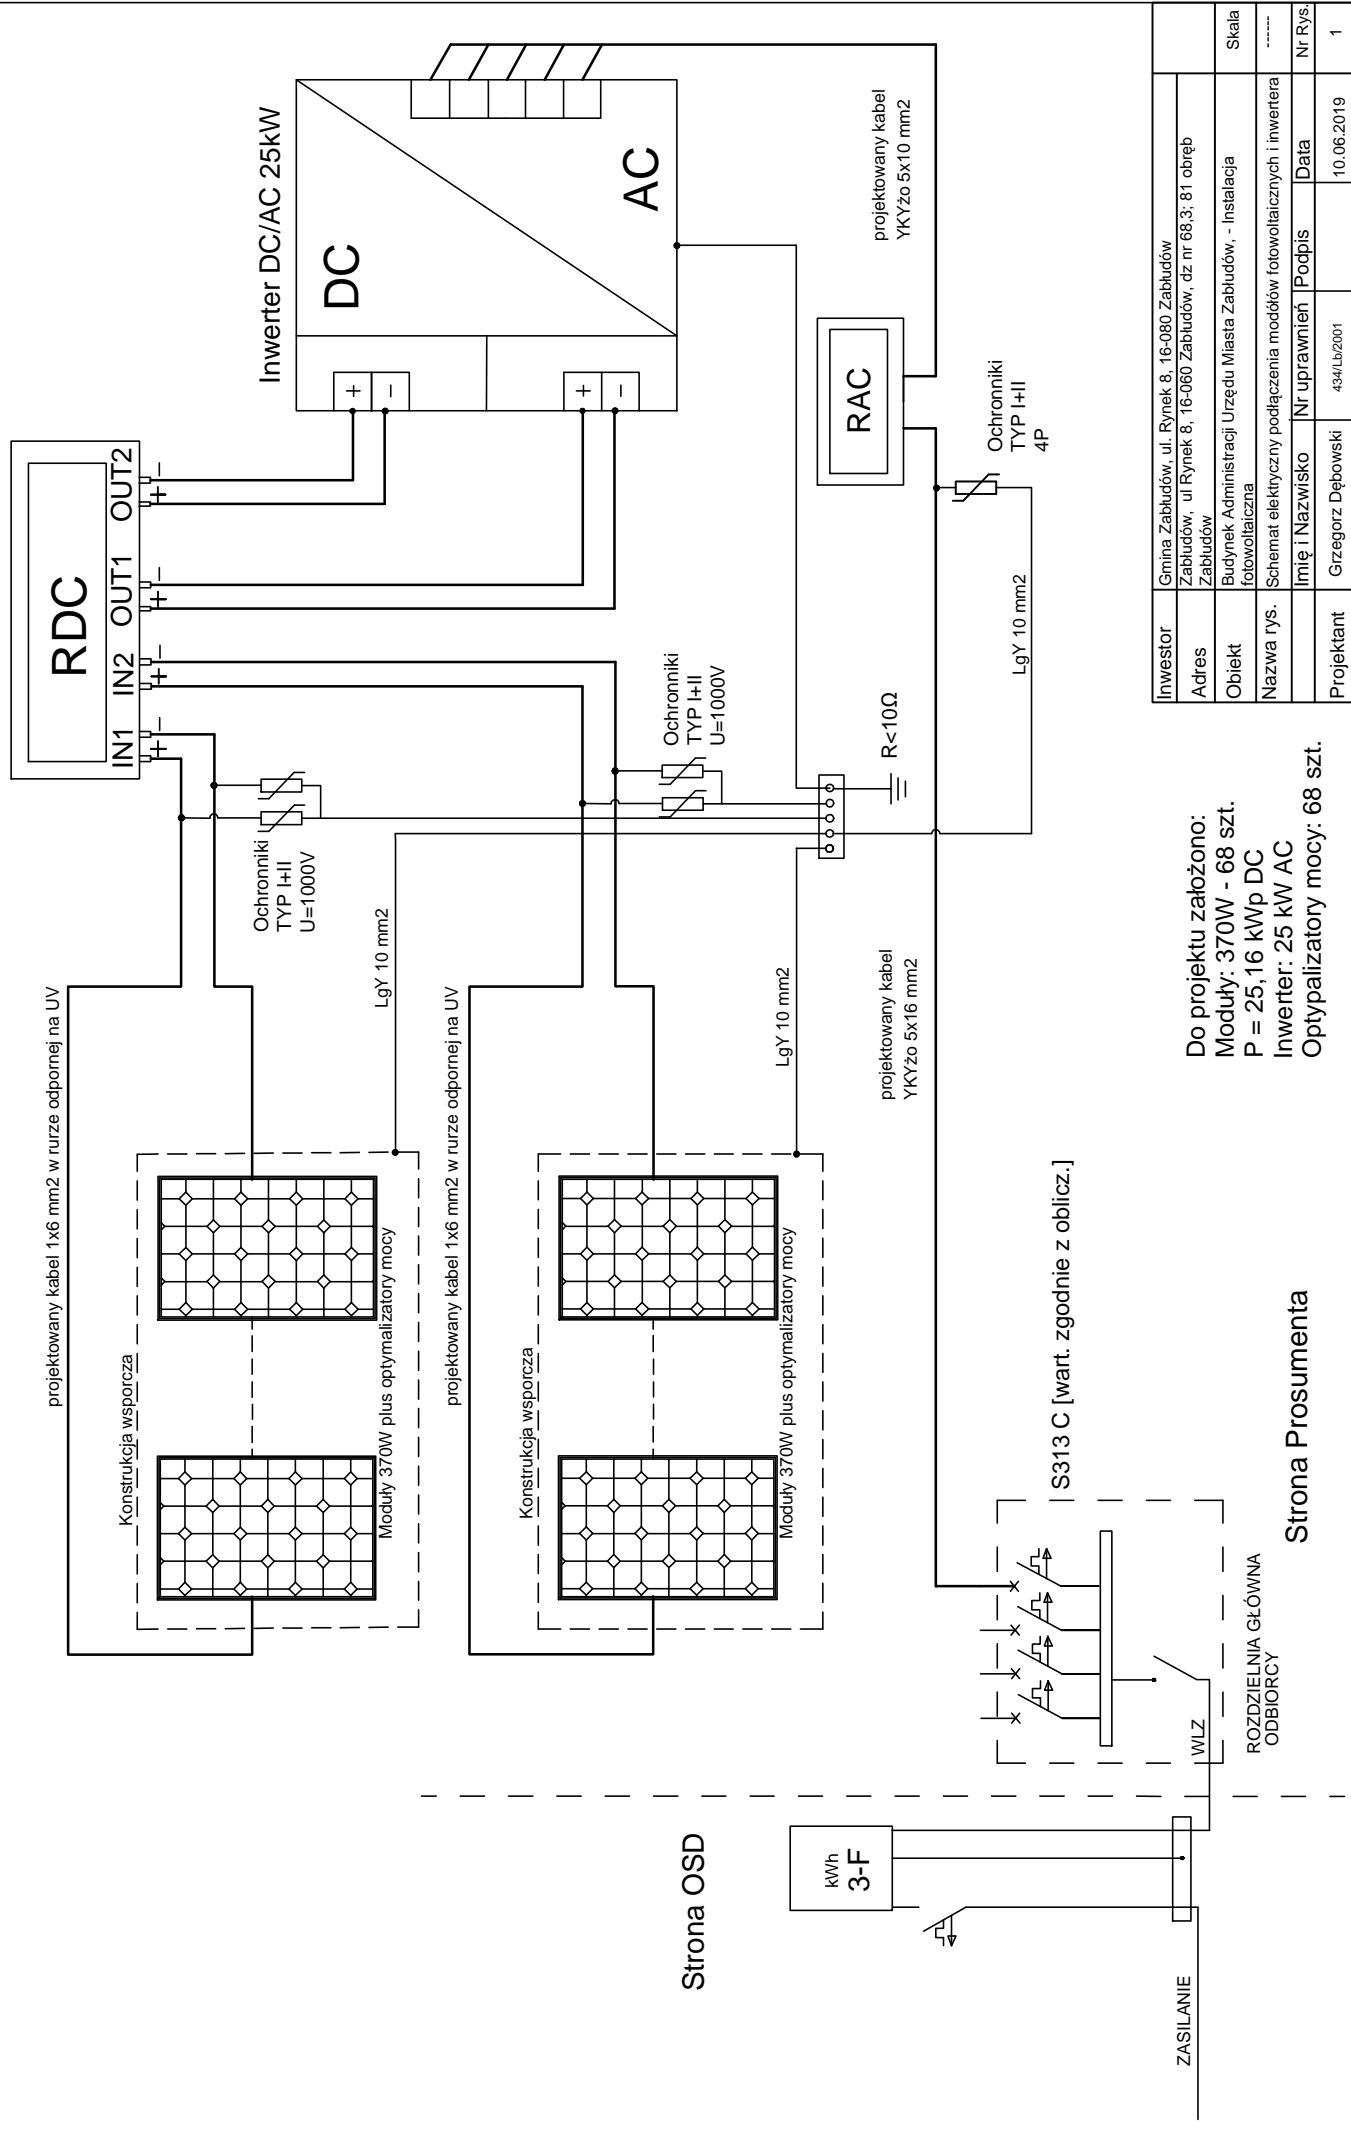 RDC
IN1
IN2
OUT1
OUT2
+
–
+
–
+
–
+
–
Inwerter DC/AC 25kW
DC
AC
+
–
+
–
projektowany kabel 1x6 mm2 w rurze odpornej na UV
Konstrukcja wsporcza
Moduły 370W plus optymalizatory mocy
Ochronniki
TYP I+II
U=1000V
LgY 10 mm2
projektowany kabel 1x6 mm2 w rurze odpornej na UV
Konstrukcja wsporcza
Moduły 370W plus optymalizatory mocy
Ochronniki
TYP I+II
U=1000V
LgY 10 mm2
R<10Ω
RAC
projektowany kabel
YKYżo 5x10 mm2
Ochronniki
TYP I+II
4P
LgY 10 mm2
projektowany kabel
YKYżo 5x16 mm2
S313 C [wart. zgodnie z oblicz.]
WLZ
ROZDZIELNIA GŁÓWNA
ODBIORCY
Strona OSD
kWh
3-F
ZASILANIE
Strona Prosumenta
Do projektu założono:
Moduły: 370W - 68 szt.
P = 25,16 kWp DC
Inwerter: 25 kW AC
Optypalizatory mocy: 68 szt.
Inwestor
Gmina Zabłudów, ul. Rynek 8, 16-080 Zabłudów
Adres
Zabłudów, ul Rynek 8, 16-060 Zabłudów, dz nr 68,3; 81 obręb
Zabłudów
Obiekt
Budynek Administracji Urzędu Miasta Zabłudów, - Instalacja
fotowoltaiczna
Skala
Nazwa rys.
Schemat elektryczny podłączenia modółów fotowoltaicznych i inwertera
------
Imię i Nazwisko
Nr uprawnień
Podpis
Data
Nr Rys.
Projektant
Grzegorz Dębowski
434/Lb/2001
10.06.2019
1